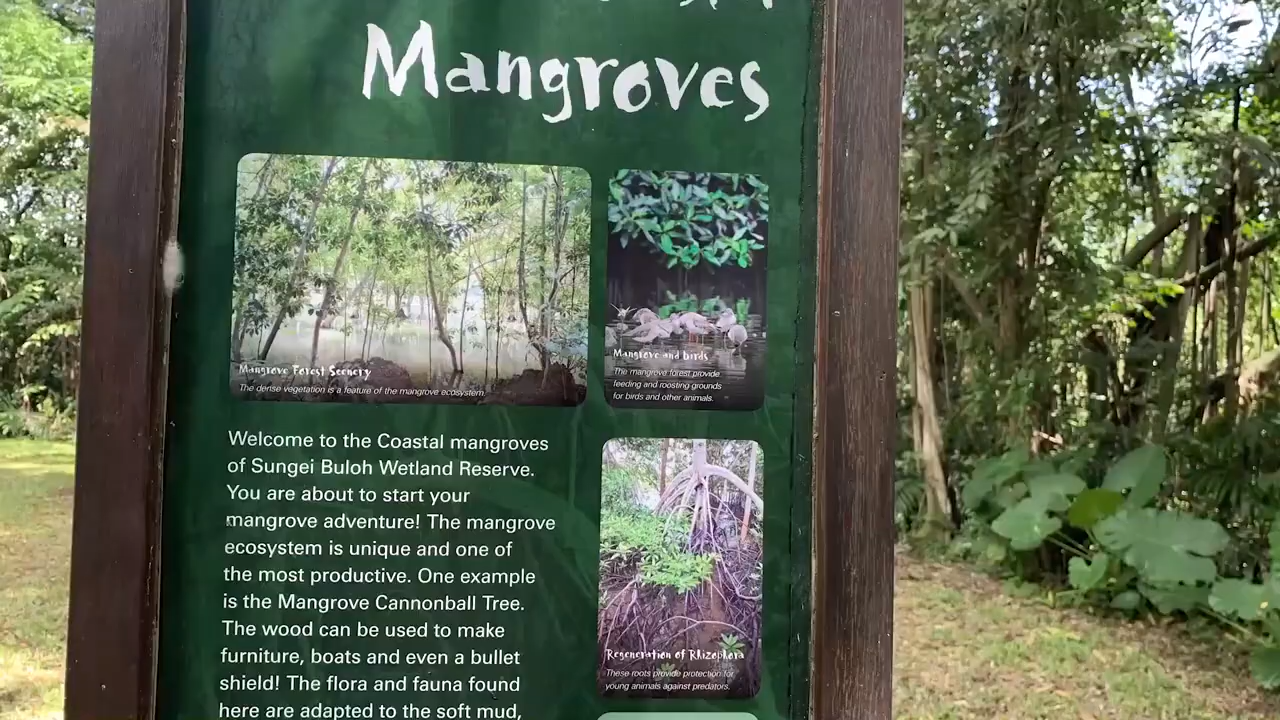 Mangroves
Mangrove Forest Scenery
The dense vegetation is a feature of the mangrove ecosystem.
Mangrove and birds
The mangrove forest provide
feeding and roosting grounds
for birds and other animals.
Welcome to the Coastal mangroves
of Sungei Buloh Wetland Reserve.
You are about to start your
mangrove adventure! The mangrove
ecosystem is unique and one of
the most productive. One example
is the Mangrove Cannonball Tree.
The wood can be used to make
furniture, boats and even a bullet
shield! The flora and fauna found
here are adapted to the soft mud,
Regeneration of Rhizophora
These roots provide protection for
young animals against predators.